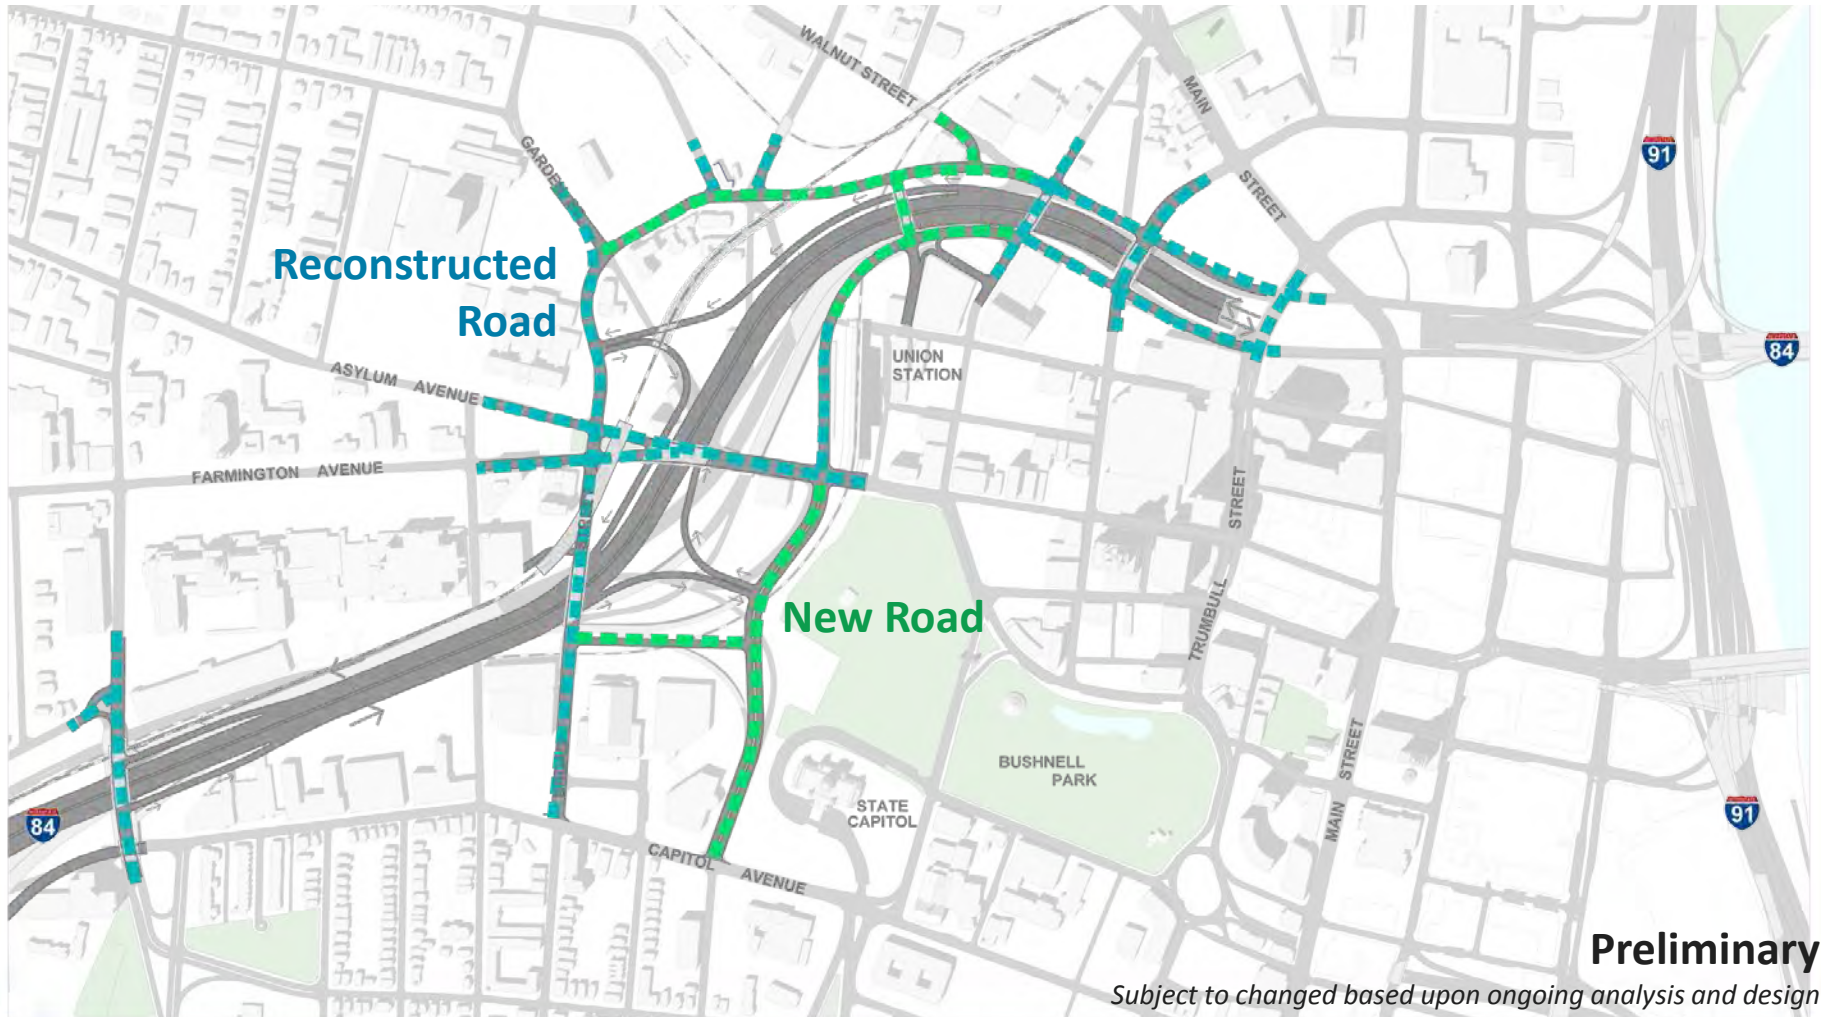 WALNUT STREET
MAIN
STREET
91
GARDEN
Reconstructed
Road
84
UNION
STATION
ASYLUM AVENUE
FARMINGTON AVENUE
STREET
TRUMBULL
New Road
BUSHNELL
PARK
STATE
CAPITOL
MAIN STREET
91
84
CAPITOL AVENUE
Preliminary
Subject to changed based upon ongoing analysis and design